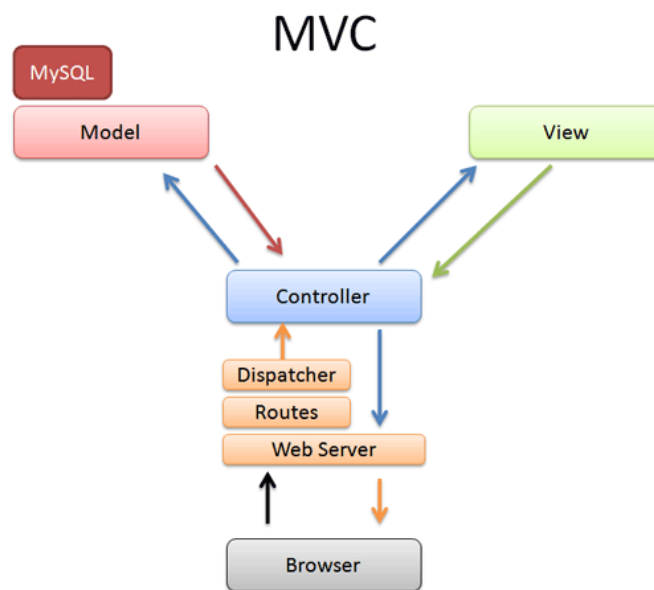 MVC
MySQL
Model
View
Controller
Dispatcher
Routes
Web Server
Browser